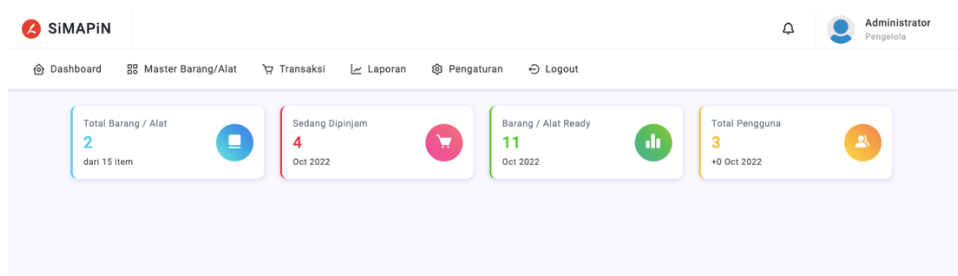 SiMAPiN
Administrator
Pengelola
Dashboard
Master Barang/Alat
Transaksi
Laporan
Pengaturan
Logout
Total Barang / Alat
2
dari 15 item
Sedang Dipinjam
4
Oct 2022
Barang / Alat Ready
11
Oct 2022
Total Pengguna
3
+0 Oct 2022